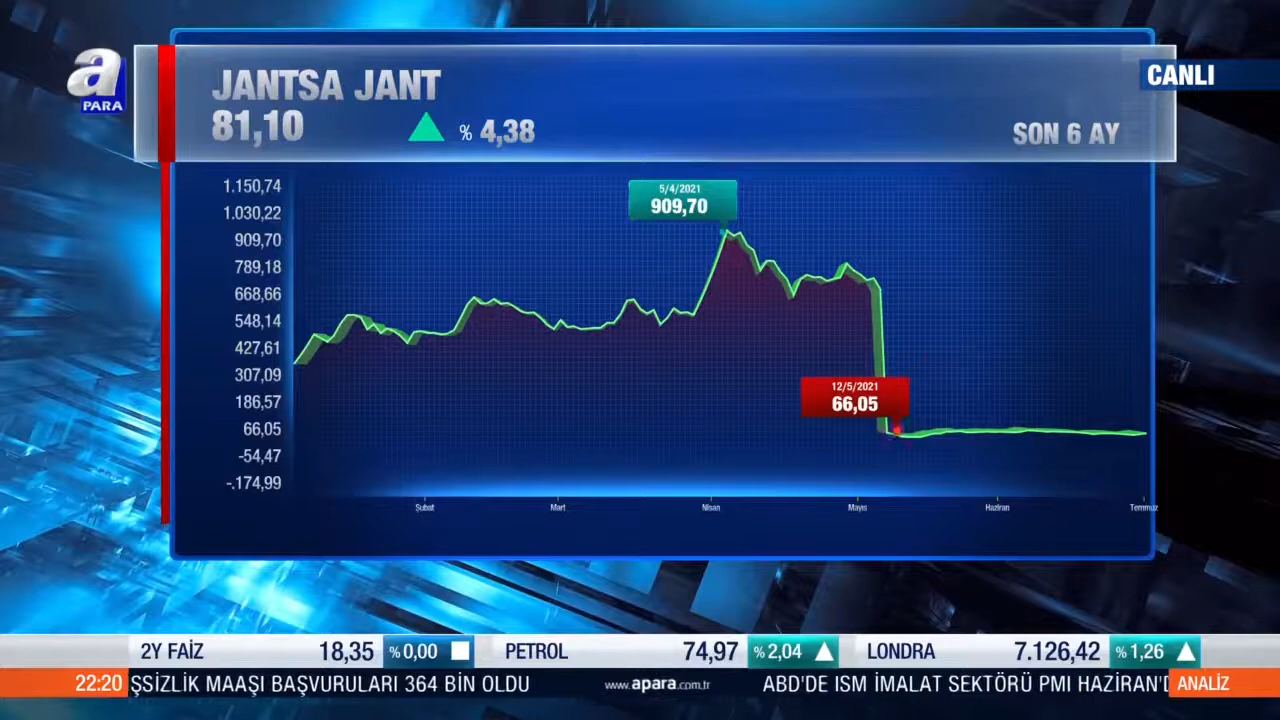 a
PARA
JANTSA JANT
81,10
% 4,38
SON 6 AY
CANLI
1.150,74
1.030,22
909,70
789,18
668,66
548,14
427,61
307,09
186,57
66,05
-54,47
-.174,99
5/4/2021
909,70
12/5/2021
66,05
Şubat
Mart
Nisan
Mayıs
Haziran
Temmuz
2Y FAİZ 18,35 %0,00 PETROL 74,97 %2,04 LONDRA 7.126,42 %1,26
22:20 ŞSİZLİK MAAŞI BAŞVURULARI 364 BİN OLDU www.apara.com.tr ABD'DE ISM İMALAT SEKTÖRÜ PMI HAZİRAN'D ANALİZ